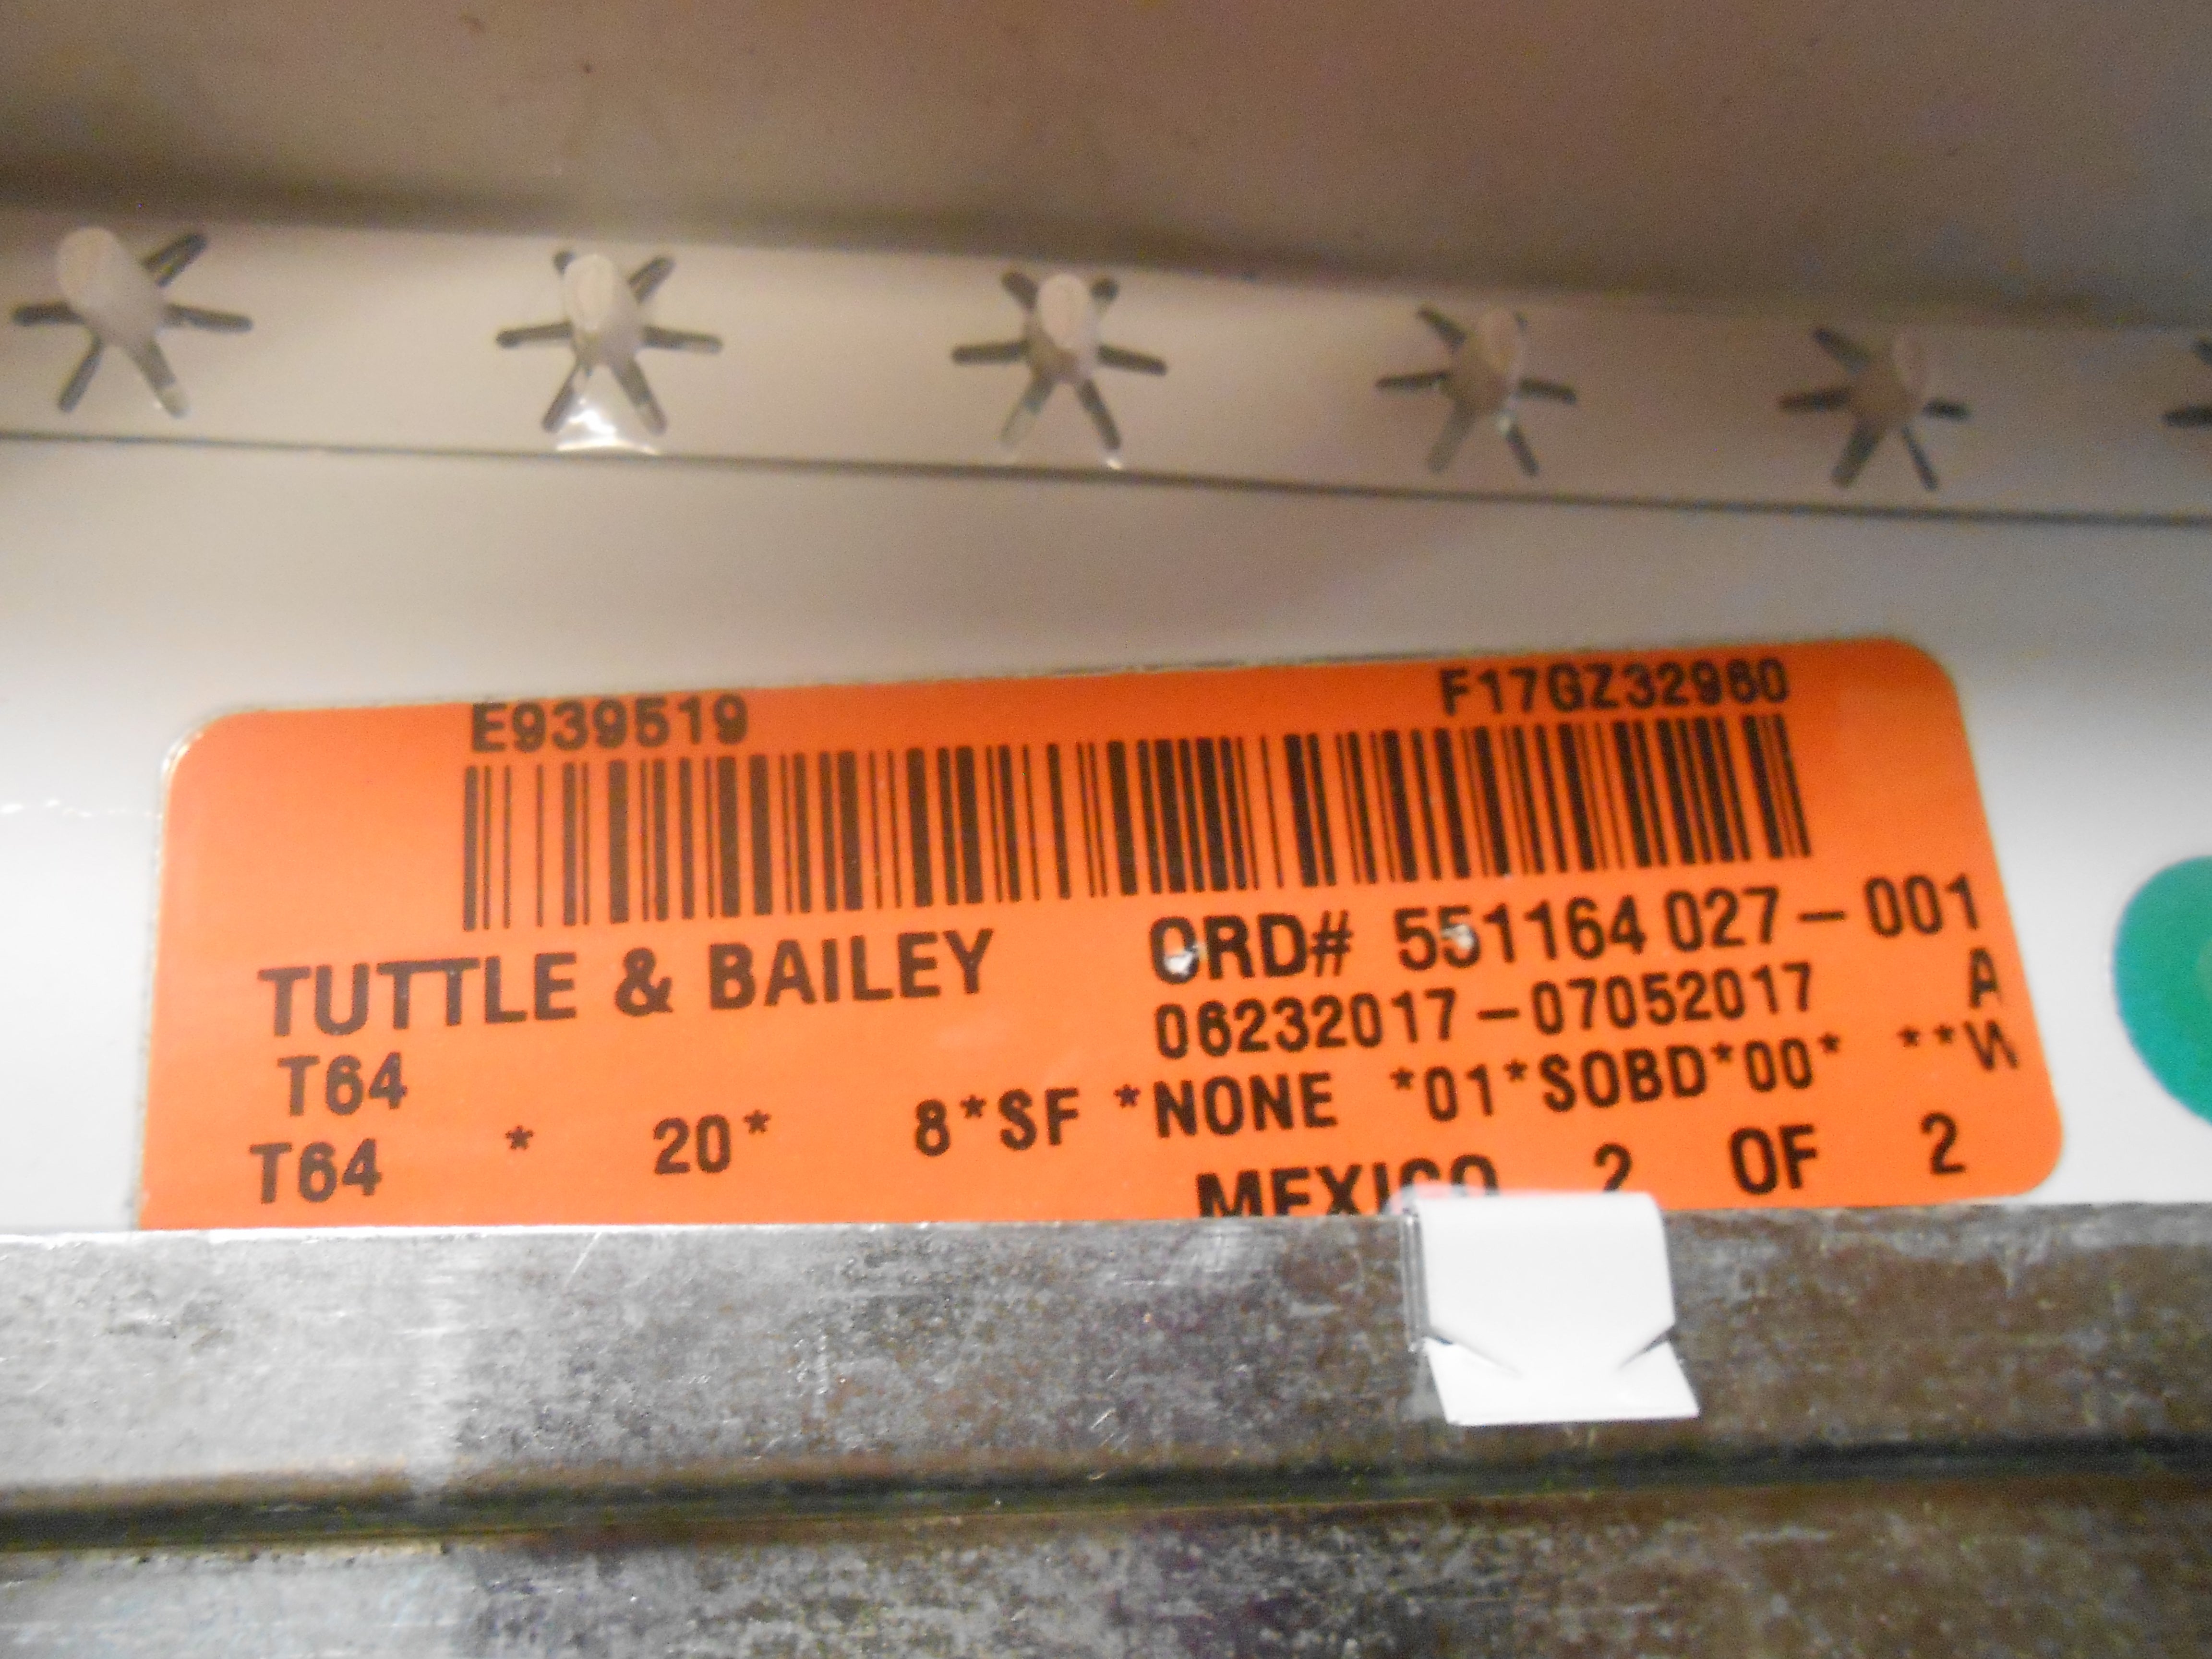 E939519 F17GZ32960
TUTTLE & BAILEY ORD# 551164 027-001
T64 06232017-07052017 A
T64 * 20* 8*SF *NONE *01*SOBD*00* **
MEXICO 2 OF 2